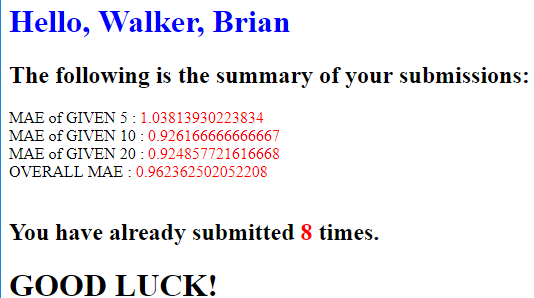 Hello, Walker, Brian
The following is the summary of your submissions:
MAE of GIVEN 5 : 1.03813930223834
MAE of GIVEN 10 : 0.926166666666667
MAE of GIVEN 20 : 0.924857721616668
OVERALL MAE : 0.962362502052208
You have already submitted 8 times.
GOOD LUCK!